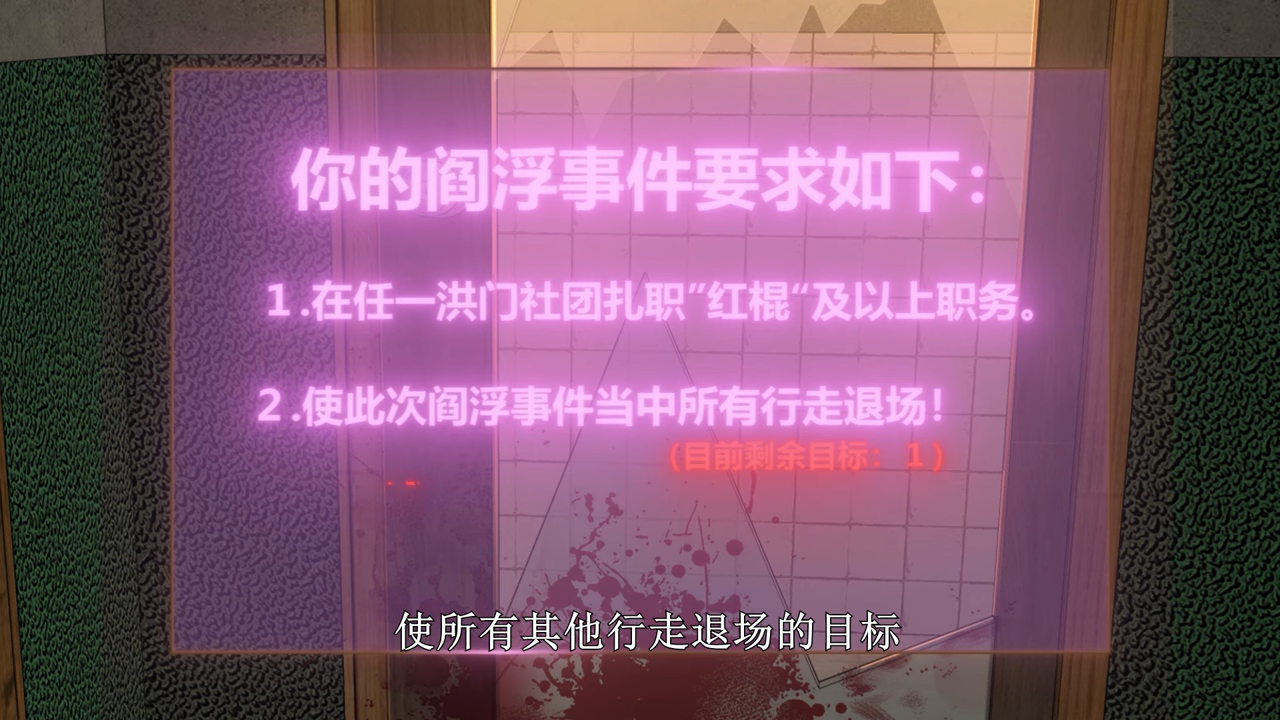 你的阎浮事件要求如下：
1.在任一洪门社团扎职”红棍“及以上职务。
2.使此次阎浮事件当中所有行走退场！
（目前剩余目标：1）
使所有其他行走退场的目标